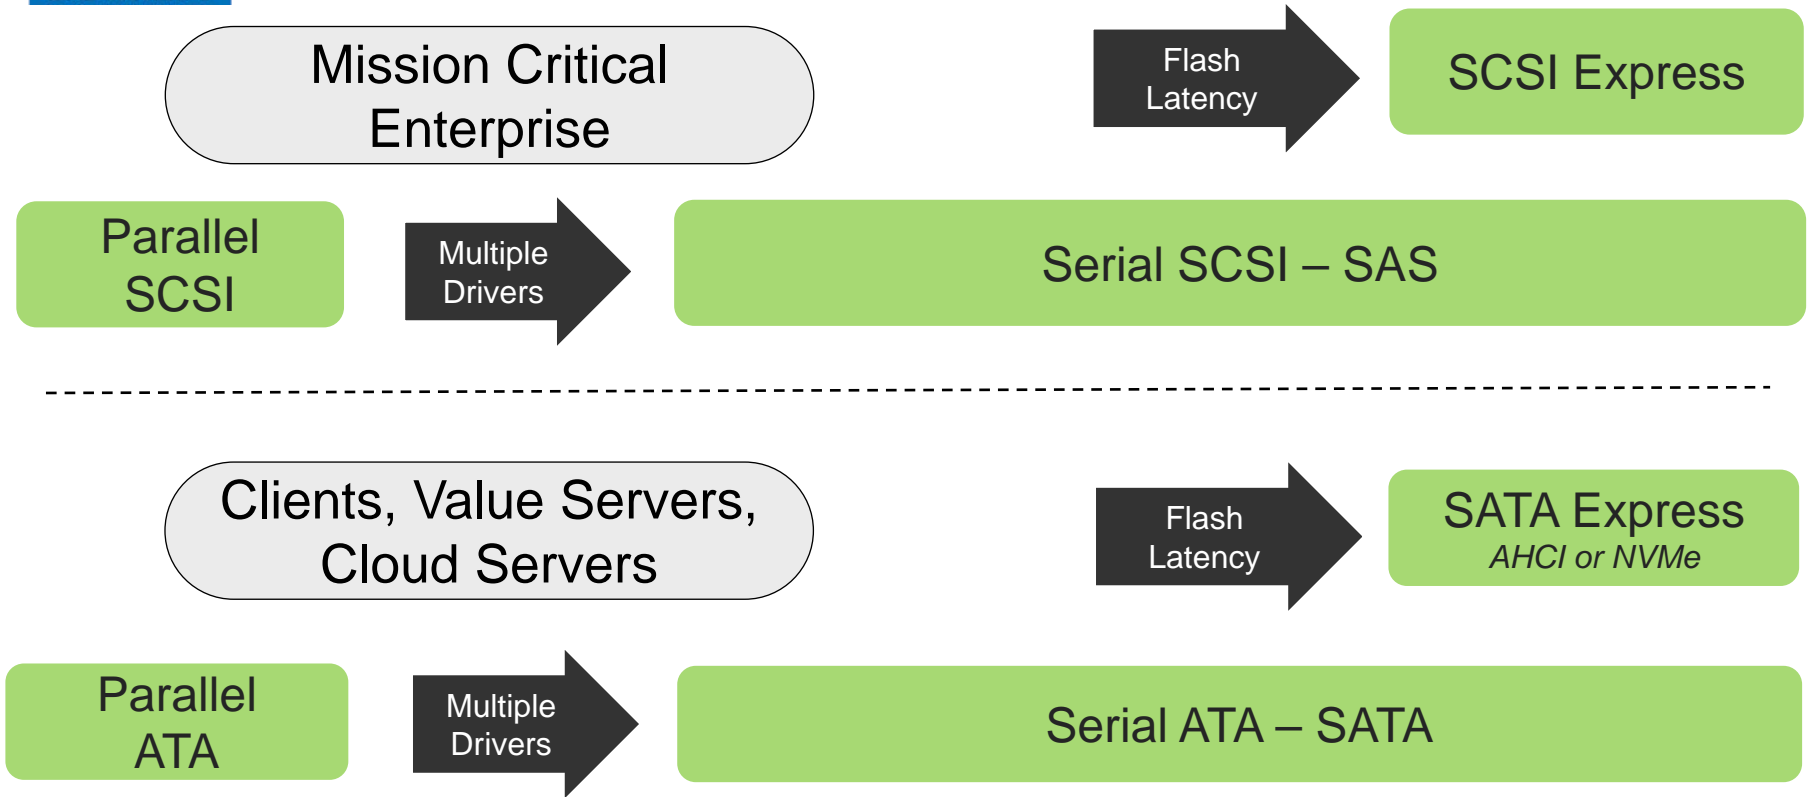 Mission Critical
Enterprise
Flash
Latency
SCSI Express
Parallel
SCSI
Multiple
Drivers
Serial SCSI – SAS
Clients, Value Servers,
Cloud Servers
Flash
Latency
SATA Express
AHCI or NVMe
Parallel
ATA
Multiple
Drivers
Serial ATA – SATA